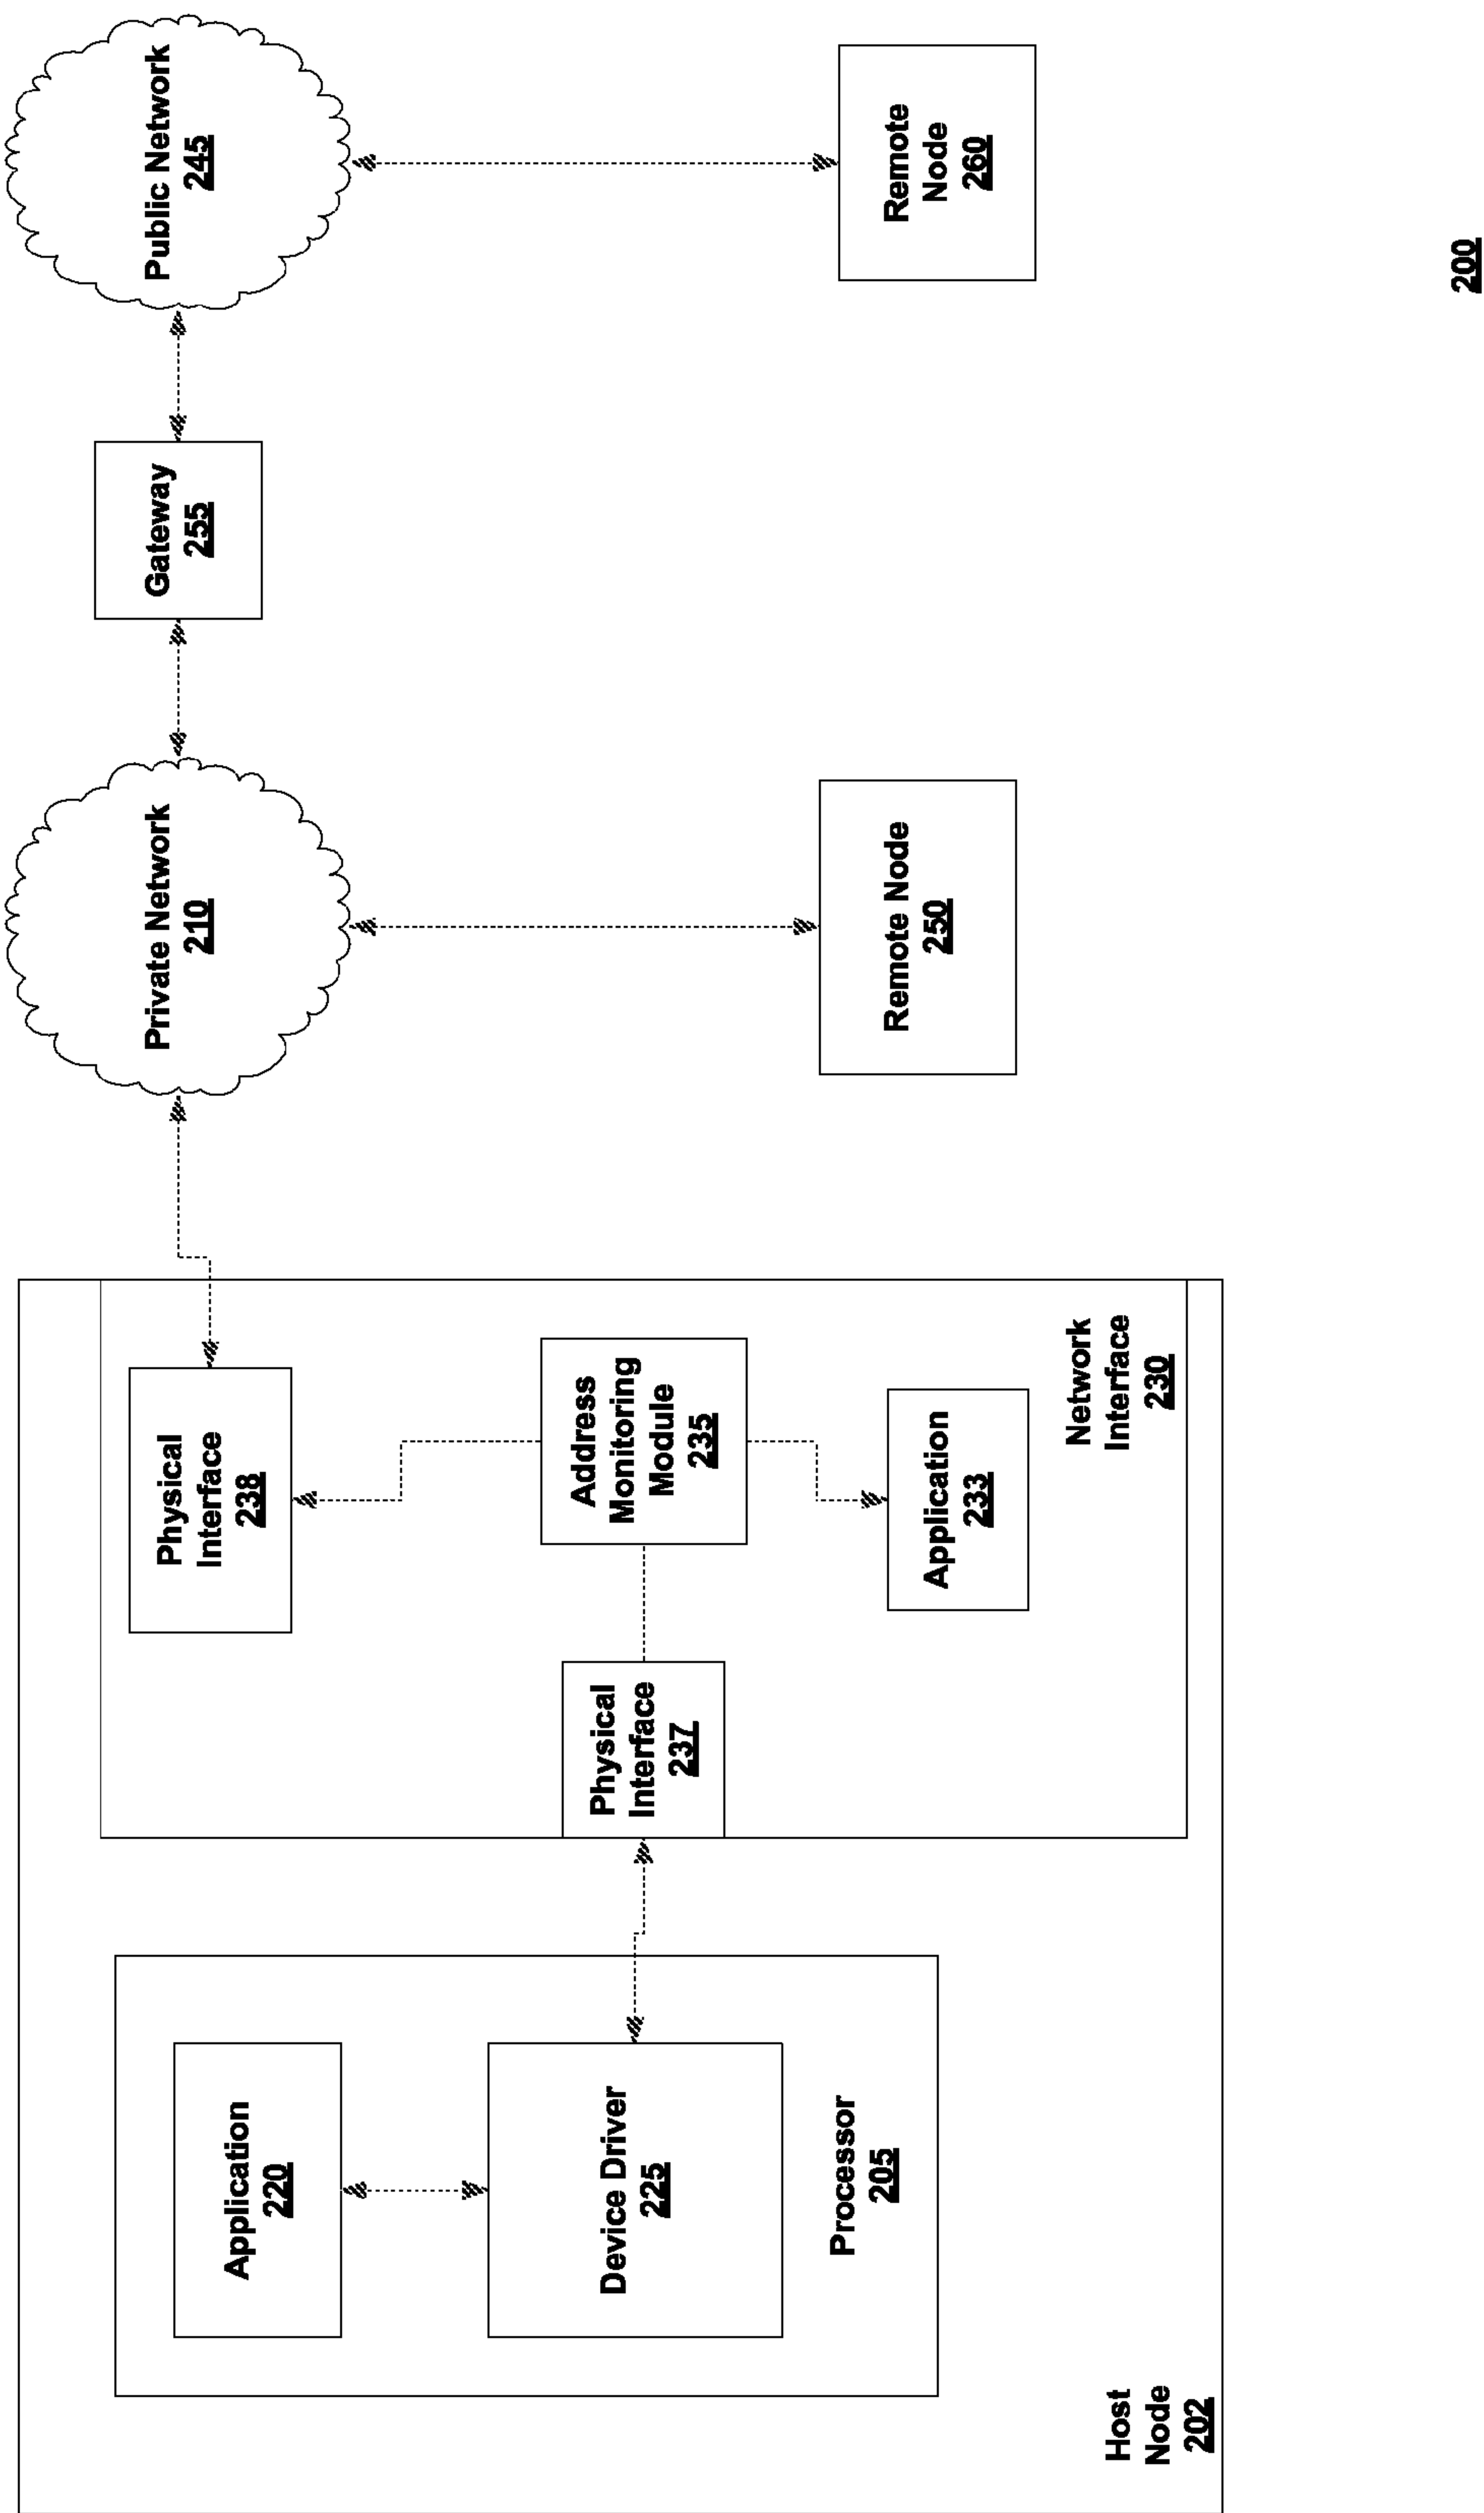 Application
220
Device Driver
225
Processor
205
Host
Node
202
Physical
Interface
238
Physical
Interface
237
Address
Monitoring
Module
235
Application
233
Network
Interface
230
Private Network
210
Remote Node
250
Gateway
255
Public Network
245
Remote
Node
260
200